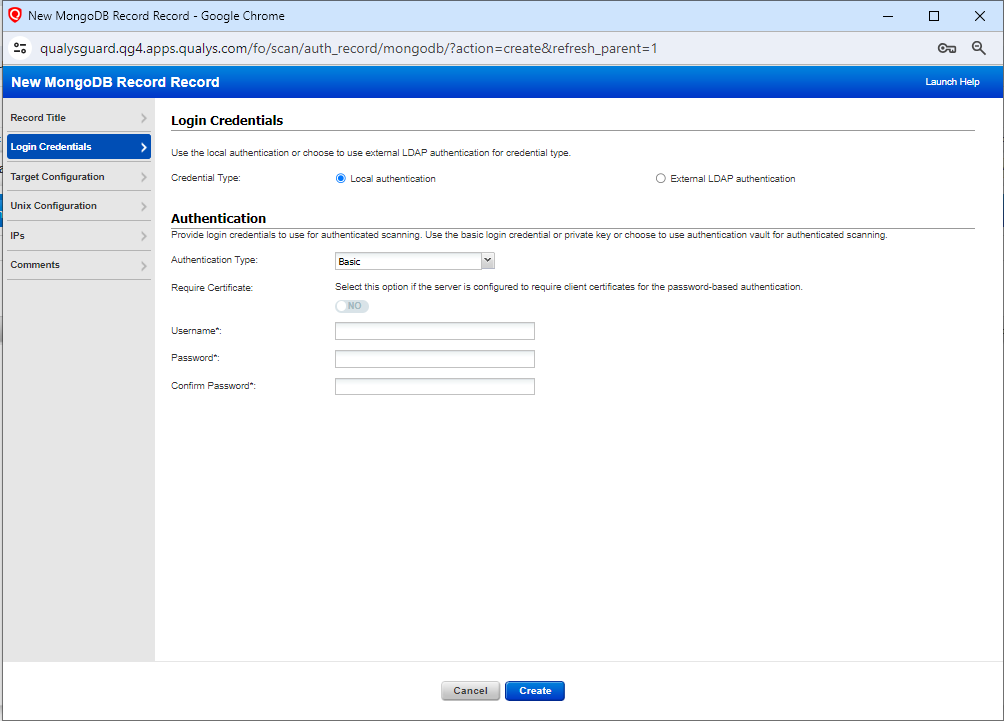 New MongoDB Record Record - Google Chrome
qualysguard.qg4.apps.qualys.com/fo/scan/auth_record/mongodb/?action=create&refresh_parent=1
New MongoDB Record Record
Launch Help
Record Title
Login Credentials
Target Configuration
Unix Configuration
IPs
Comments
Login Credentials
Use the local authentication or choose to use external LDAP authentication for credential type.
Credential Type: Local authentication External LDAP authentication
Authentication
Provide login credentials to use for authenticated scanning. Use the basic login credential or private key or choose to use authentication vault for authenticated scanning.
Authentication Type: Basic
Require Certificate: Select this option if the server is configured to require client certificates for the password-based authentication.
NO
Username*:
Password*:
Confirm Password*:
Cancel Create